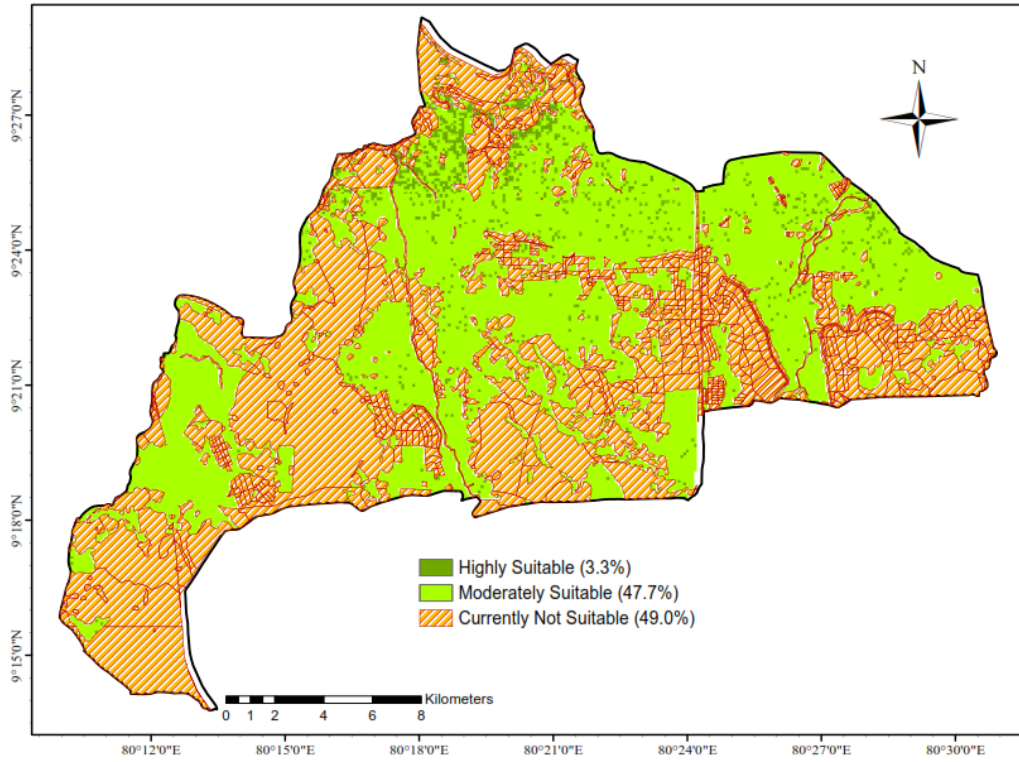 N
9°27'0"N
9°24'0"N
9°21'0"N
9°18'0"N
9°15'0"N
Highly Suitable (3.3%)
Moderately Suitable (47.7%)
Currently Not Suitable (49.0%)
Kilometers
0 1 2 4 6 8
80°12'0"E 80°15'0"E 80°18'0"E 80°21'0"E 80°24'0"E 80°27'0"E 80°30'0"E